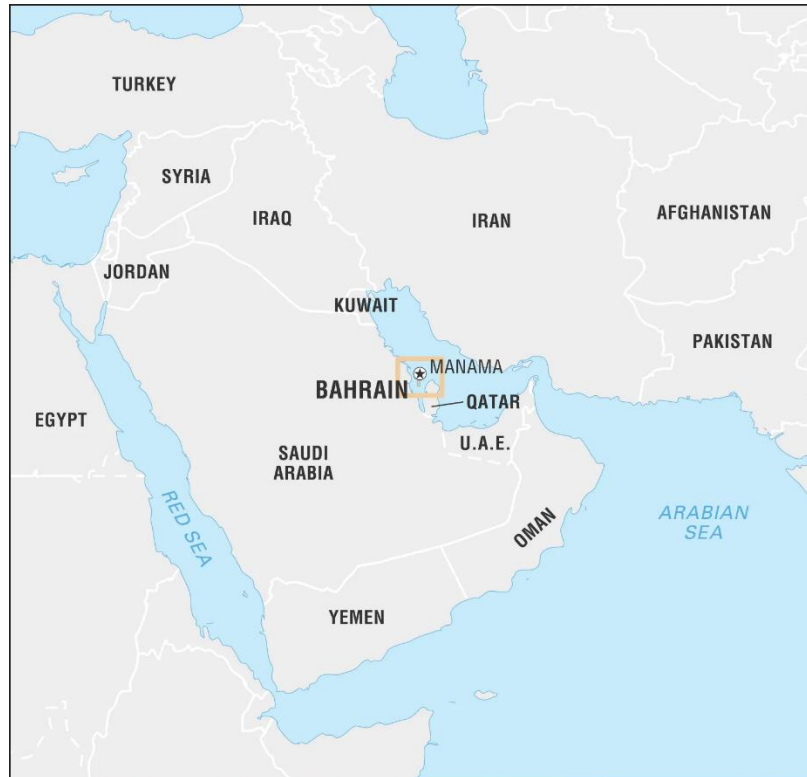 TURKEY
SYRIA
IRAQ
IRAN
AFGHANISTAN
JORDAN
KUWAIT
PAKISTAN
MANAMA
BAHRAIN
QATAR
EGYPT
U.A.E.
SAUDI
ARABIA
RED SEA
OMAN
ARABIAN
SEA
YEMEN